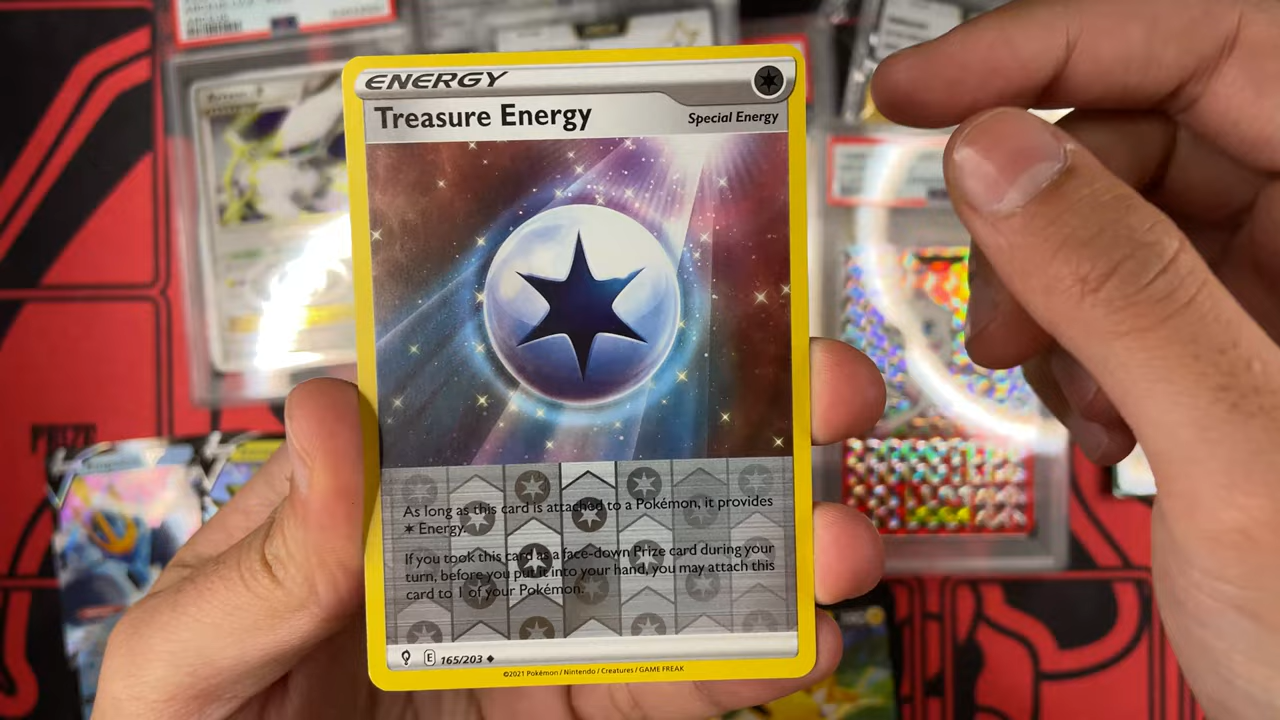 ENERGY
Treasure Energy
Special Energy
As long as this card is attached to a Pokémon, it provides
Energy.
If you took this card as a face-down Prize card during your
turn, before you put it into your hand, you may attach this
card to 1 of your Pokémon.
E 165/203
©2021 Pokémon / Nintendo / Creatures / GAME FREAK
PRIZE